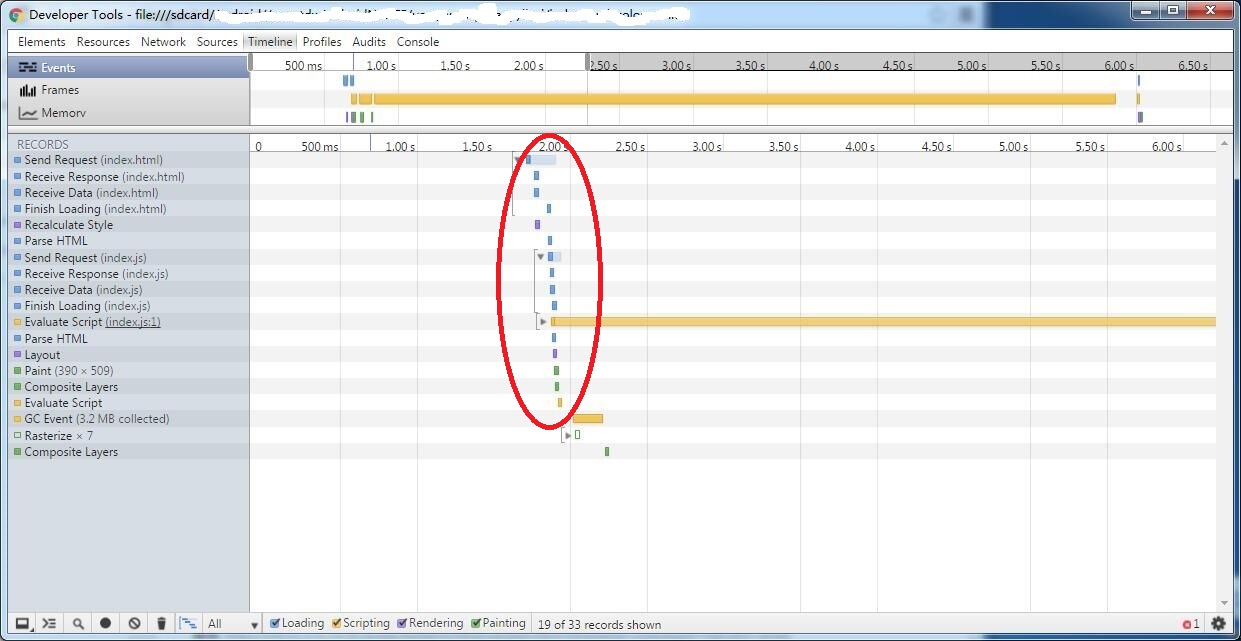 Developer Tools - file:///sdcard/
Elements Resources Network Sources Timeline Profiles Audits Console
Events
Frames
Memory
500 ms 1.00 s 1.50 s 2.00 s 2.50 s 3.00 s 3.50 s 4.00 s 4.50 s 5.00 s 5.50 s 6.00 s 6.50 s
RECORDS
0 500 ms 1.00 s 1.50 s 2.00 s 2.50 s 3.00 s 3.50 s 4.00 s 4.50 s 5.00 s 5.50 s 6.00 s
Send Request (index.html)
Receive Response (index.html)
Receive Data (index.html)
Finish Loading (index.html)
Recalculate Style
Parse HTML
Send Request (index.js)
Receive Response (index.js)
Receive Data (index.js)
Finish Loading (index.js)
Evaluate Script (index.js:1)
Parse HTML
Layout
Paint (390 × 509)
Composite Layers
Evaluate Script
GC Event (3.2 MB collected)
Rasterize × 7
Composite Layers
All Loading Scripting Rendering Painting 19 of 33 records shown 1